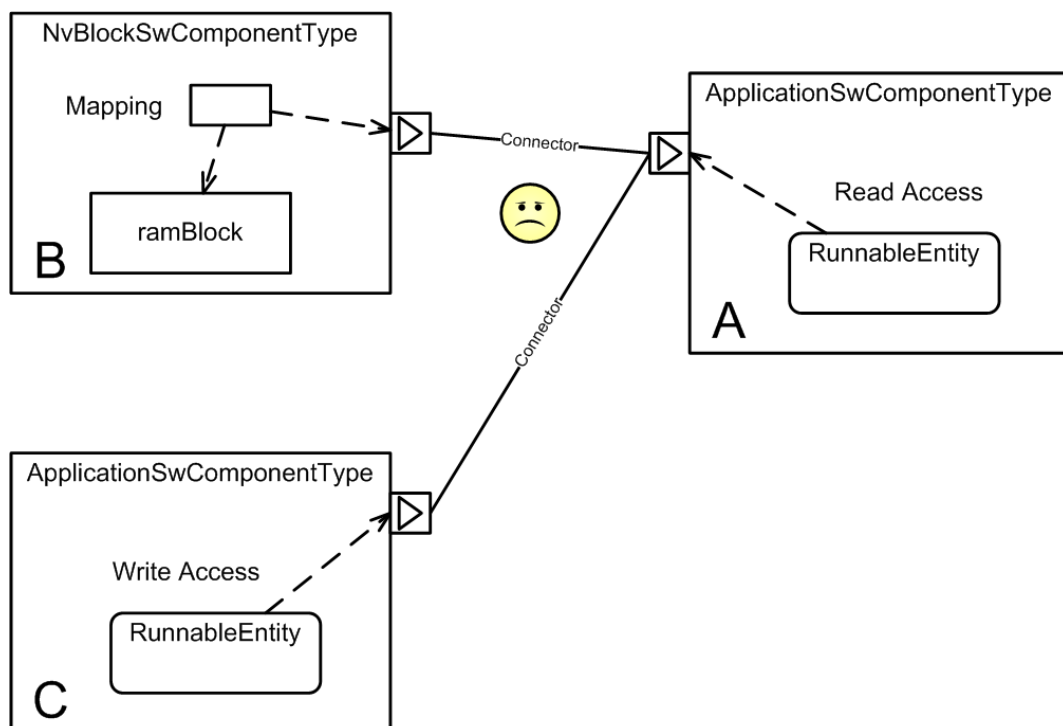 NvBlockSwComponentType
Mapping
ramBlock
B
Connector
ApplicationSwComponentType
Read Access
RunnableEntity
A
Connector
ApplicationSwComponentType
Write Access
RunnableEntity
C